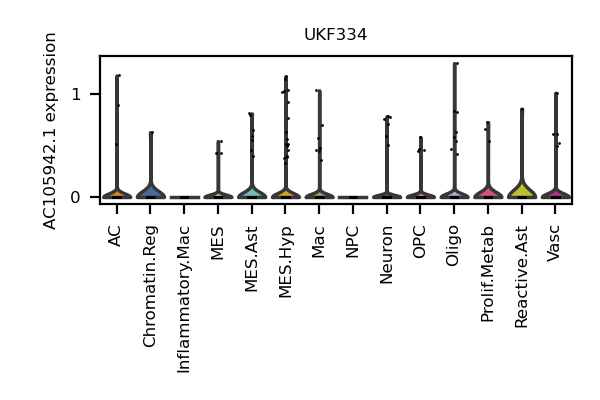 UKF334
AC105942.1 expression
1
0
AC
Chromatin.Reg
Inflammatory.Mac
MES
MES.Ast
MES.Hyp
Mac
NPC
Neuron
OPC
Oligo
Prolif.Metab
Reactive.Ast
Vasc